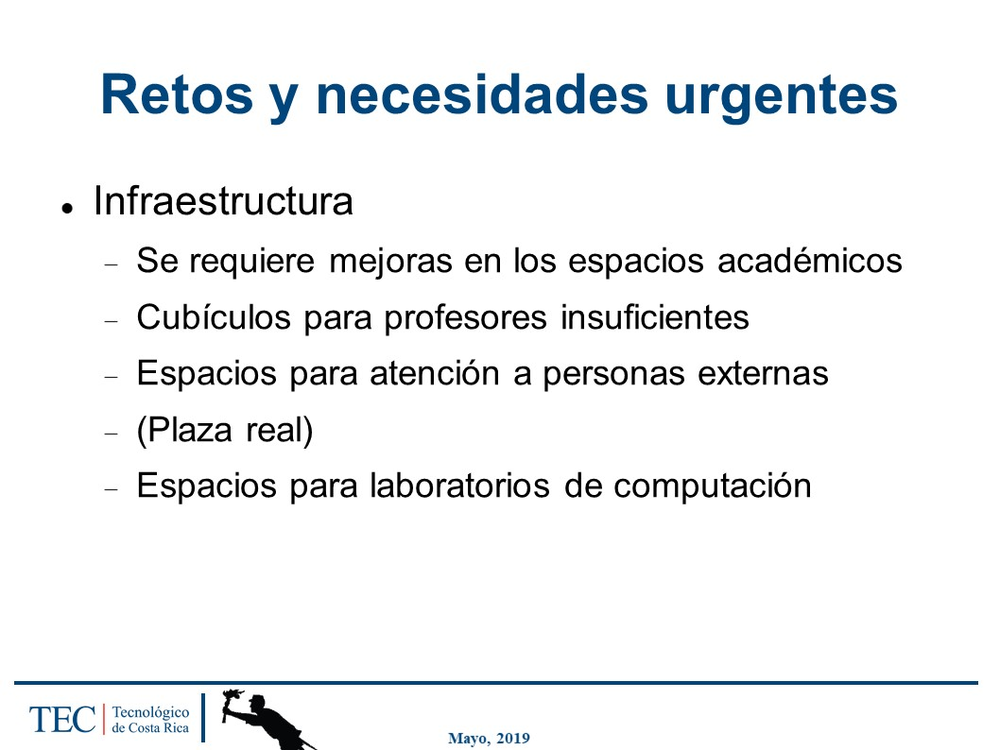 Retos y necesidades urgentes
● Infraestructura
– Se requiere mejoras en los espacios académicos
– Cubículos para profesores insuficientes
– Espacios para atención a personas externas
– (Plaza real)
– Espacios para laboratorios de computación
TEC | Tecnológico
de Costa Rica
Mayo, 2019